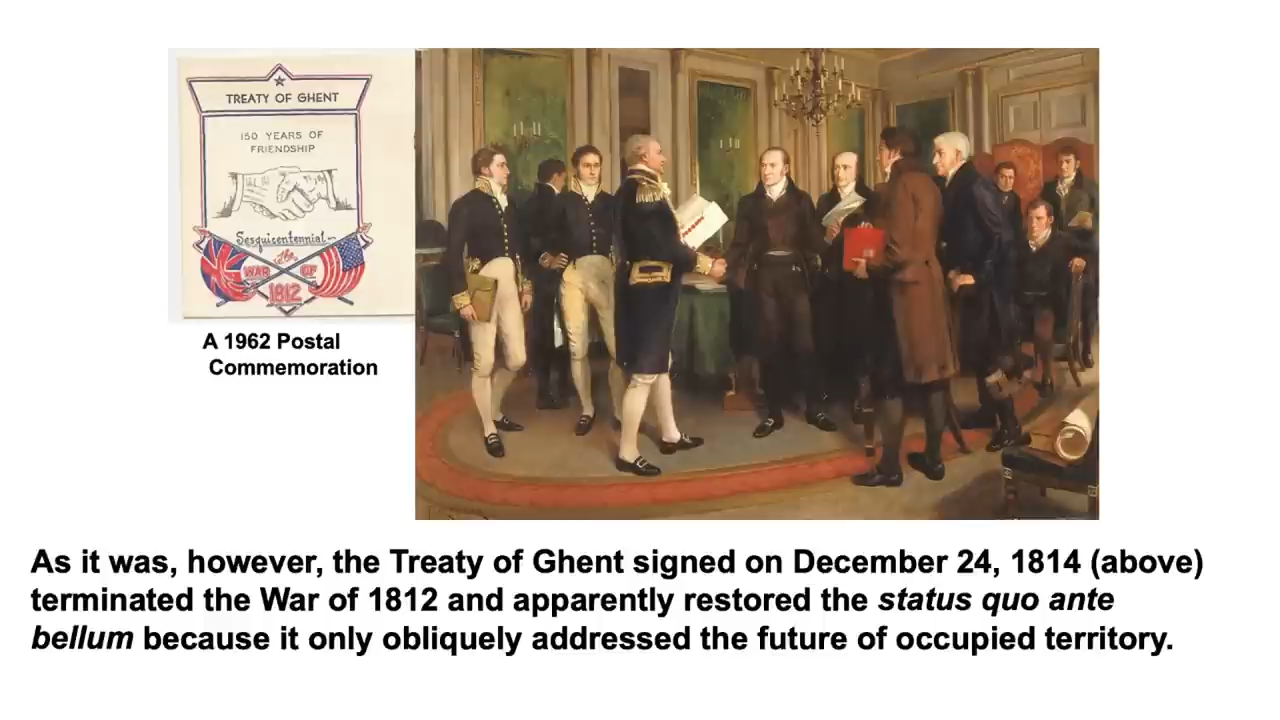 TREATY OF GHENT
150 YEARS OF
FRIENDSHIP
Sesquicentennial-
The
WAR OF
1812
A 1962 Postal
Commemoration
As it was, however, the Treaty of Ghent signed on December 24, 1814 (above)
terminated the War of 1812 and apparently restored the status quo ante
bellum because it only obliquely addressed the future of occupied territory.